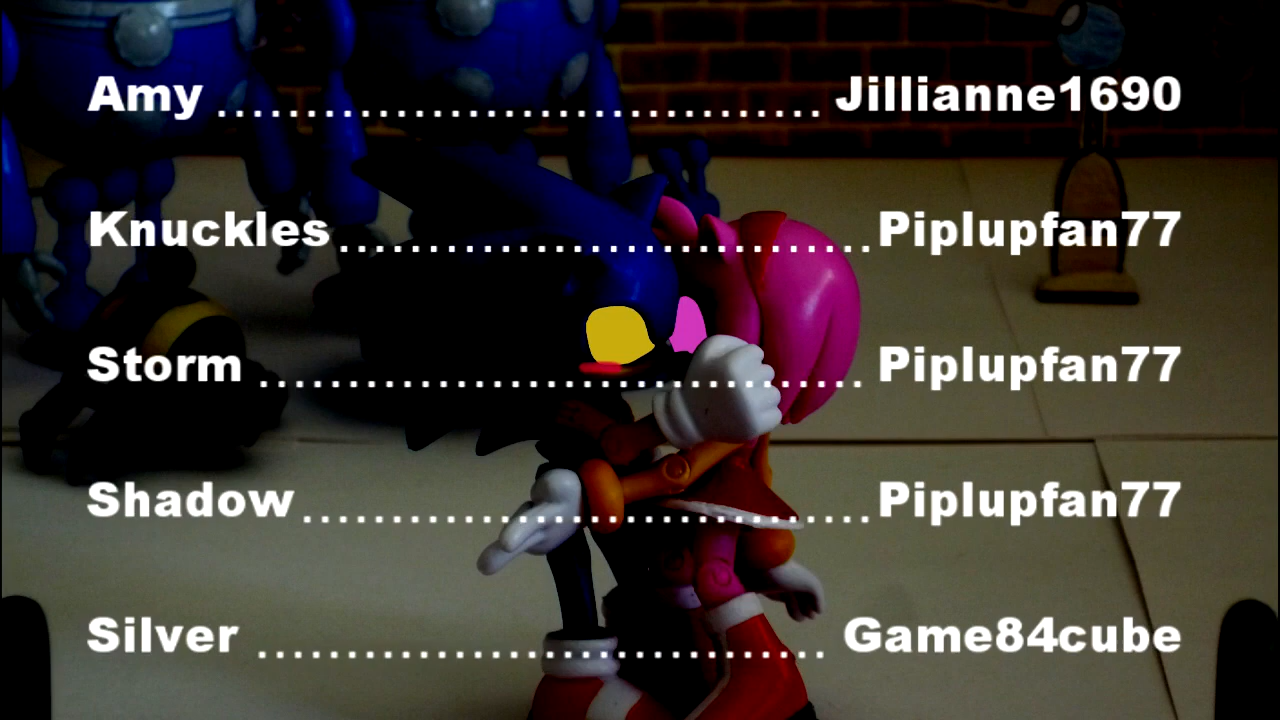 Amy ................................. Jillianne1690
Knuckles .............................. Piplupfan77
Storm ................................. Piplupfan77
Shadow ................................ Piplupfan77
Silver ................................ Game84cube